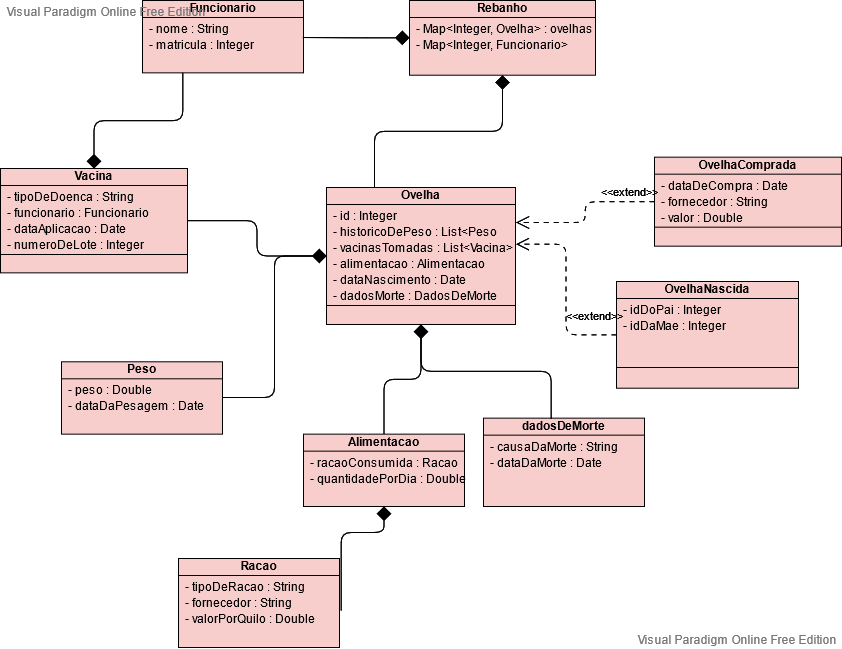 Visual Paradigm Online Free Edition
Funcionario
- nome : String
- matricula : Integer
Rebanho
- Map<Integer, Ovelha> : ovelhas
- Map<Integer, Funcionario>
Vacina
- tipoDeDoenca : String
- funcionario : Funcionario
- dataAplicacao : Date
- numeroDeLote : Integer
Ovelha
- id : Integer
- historicoDePeso : List<Peso
- vacinasTomadas : List<Vacina>
- alimentacao : Alimentacao
- dataNascimento : Date
- dadosMorte : DadosDeMorte
<<extend>>
OvelhaComprada
- dataDeCompra : Date
- fornecedor : String
- valor : Double
<<extend>>
OvelhaNascida
- idDoPai : Integer
- idDaMae : Integer
Peso
- peso : Double
- dataDaPesagem : Date
Alimentacao
- racaoConsumida : Racao
- quantidadePorDia : Double
dadosDeMorte
- causaDaMorte : String
- dataDaMorte : Date
Racao
- tipoDeRacao : String
- fornecedor : String
- valorPorQuilo : Double
Visual Paradigm Online Free Edition